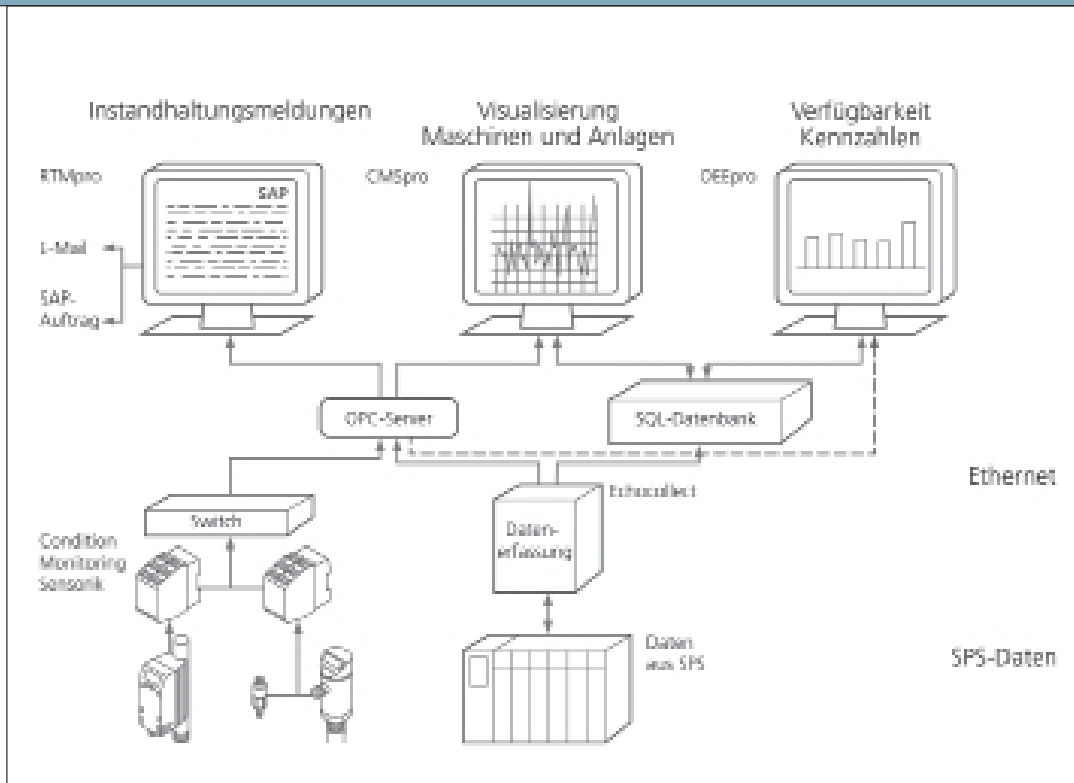 Instandhaltungsmeldungen
Visualisierung
Maschinen und Anlagen
Verfügbarkeit
Kennzahlen
RTMpro
SAP
E-Mail
SAP-
Auftrag
CMSpro
OEEpro
OPC-Server
SQL-Datenbank
Ethernet
Echocollect
Switch
Daten-
erfassung
Condition
Monitoring
Sensorik
Daten
aus SPS
SPS-Daten